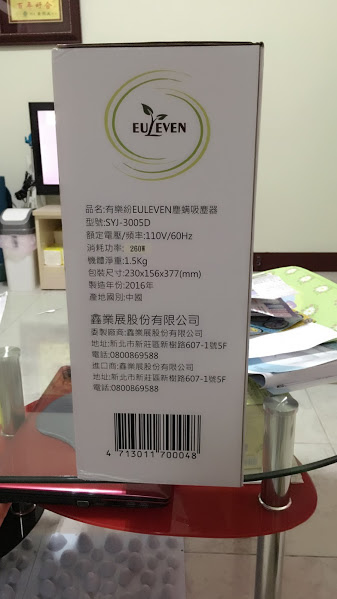 EULEVEN
品名:有樂紛EULEVEN塵蟎吸塵器
型號:SYJ-3005D
額定電壓/頻率:110V/60Hz
消耗功率: 260W
機體淨重:1.5Kg
包裝尺寸:230x156x377(mm)
製造年份:2016年
產地國別:中國
鑫業展股份有限公司
委製廠商:鑫業展股份有限公司
地址:新北市新莊區新樹路607-1號5F
電話:0800869588
進口商:鑫業展股份有限公司
地址:新北市新莊區新樹路607-1號5F
電話:0800869588
4 713011 700048